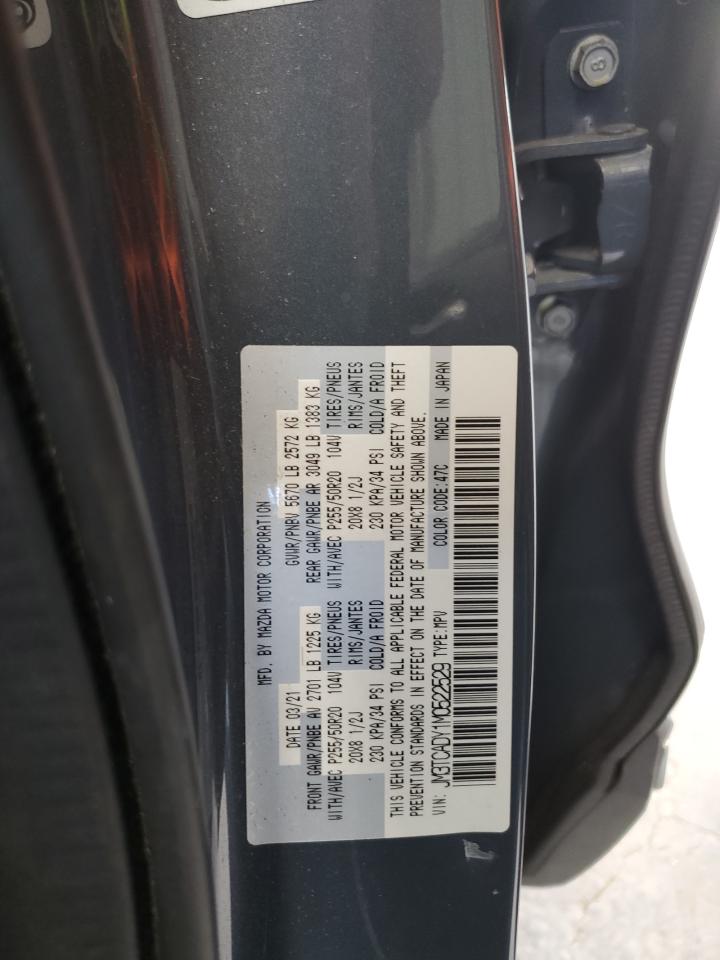 MFD. BY MAZDA MOTOR CORPORATION
DATE 03/21 GVWR/PNBV 5670 LB 2572 KG
FRONT GAWR/PNBE AV 2701 LB 1225 KG REAR GAWR/PNBE AR 3049 LB 1383 KG
WITH/AVEC P255/50R20 104V TIRES/PNEUS WITH/AVEC P255/50R20 104V TIRES/PNEUS
20X8 1/2J RIMS/JANTES 20X8 1/2J RIMS/JANTES
230 KPA/34 PSI COLD/A FROID 230 KPA/34 PSI COLD/A FROID
THIS VEHICLE CONFORMS TO ALL APPLICABLE FEDERAL MOTOR VEHICLE SAFETY AND THEFT
PREVENTION STANDARDS IN EFFECT ON THE DATE OF MANUFACTURE SHOWN ABOVE.
VIN: JM3TCADY1M0522529 TYPE:MPV COLOR CODE:47C MADE IN JAPAN
8